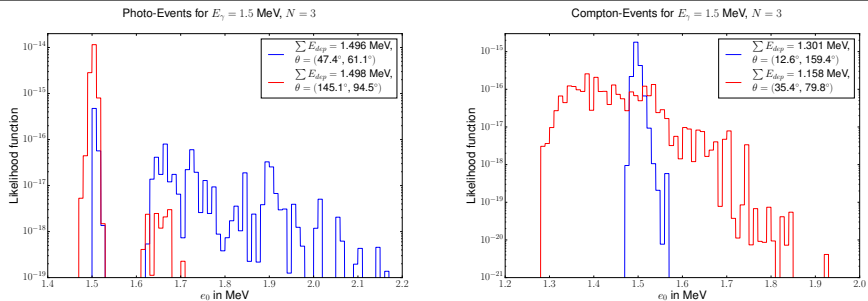 Photo-Events for $E_\gamma = 1.5$ MeV, $N = 3$
10⁻¹⁴
10⁻¹⁵
10⁻¹⁶
10⁻¹⁷
10⁻¹⁸
10⁻¹⁹
Likelihood function
∑ E_dep = 1.496 MeV,
θ = (47.4°, 61.1°)
∑ E_dep = 1.498 MeV,
θ = (145.1°, 94.5°)
1.4 1.5 1.6 1.7 1.8 1.9 2.0 2.1 2.2
e₀ in MeV
Compton-Events for $E_\gamma = 1.5$ MeV, $N = 3$
10⁻¹⁵
10⁻¹⁶
10⁻¹⁷
10⁻¹⁸
10⁻¹⁹
10⁻²⁰
10⁻²¹
Likelihood function
∑ E_dep = 1.301 MeV,
θ = (12.6°, 159.4°)
∑ E_dep = 1.158 MeV,
θ = (35.4°, 79.8°)
1.2 1.3 1.4 1.5 1.6 1.7 1.8 1.9 2.0
e₀ in MeV